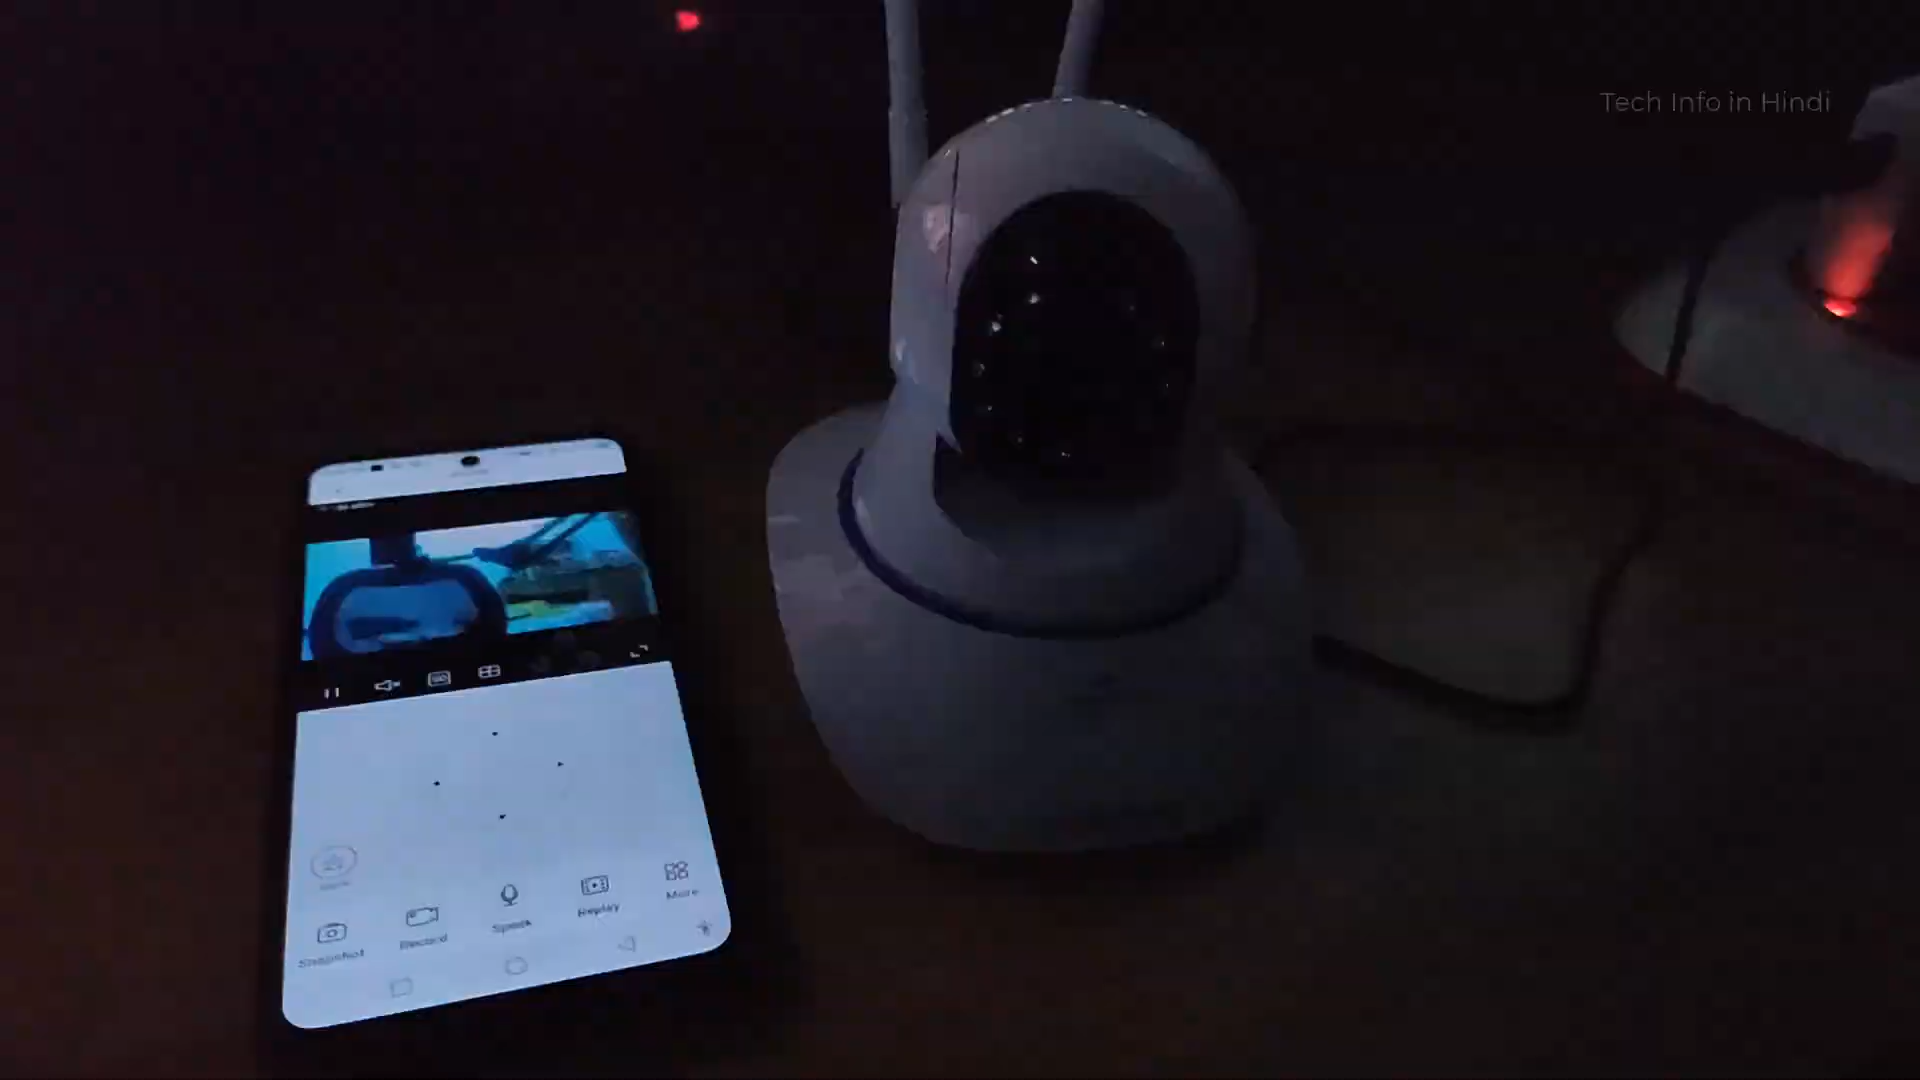 Tech Info in Hindi
More
Replay
Speak
Record
Snapshot